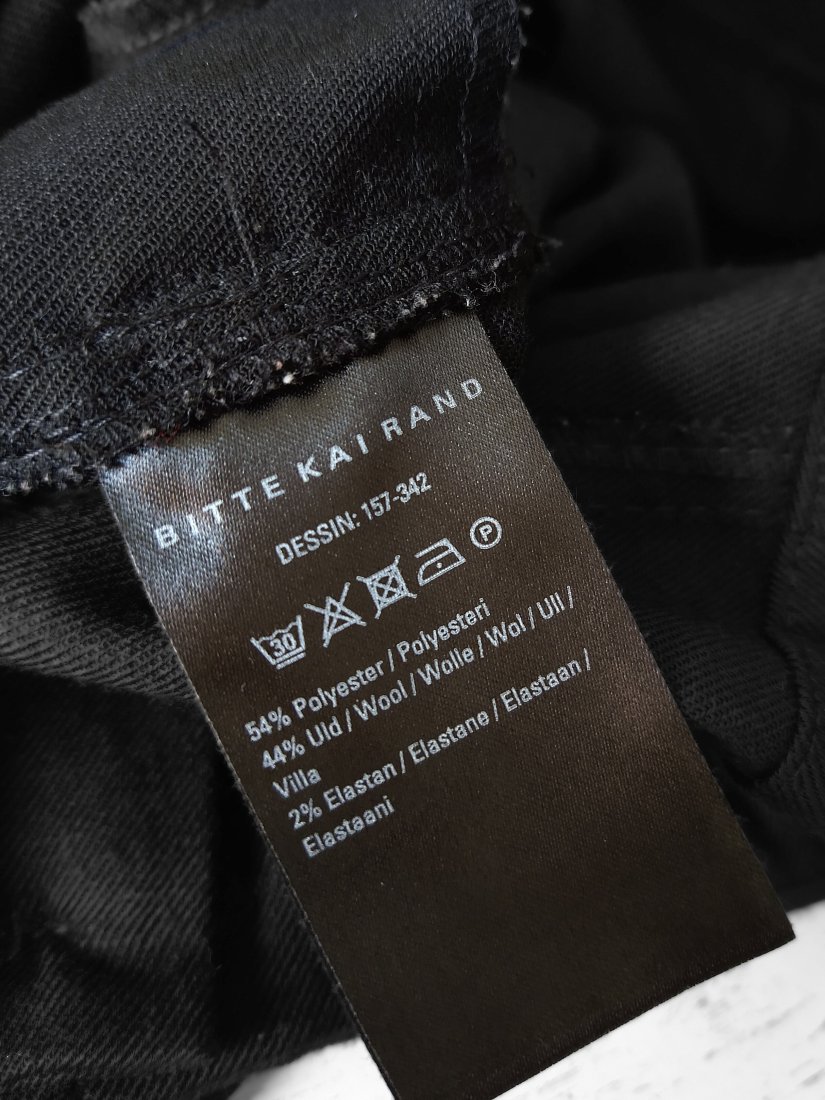 BITTE KAI RAND
DESSIN: 157-342
30 P
54% Polyester / Polyesteri
44% Uld / Wool / Wolle / Wol / Ull /
Villa
2% Elastan / Elastane / Elastaan /
Elastaani